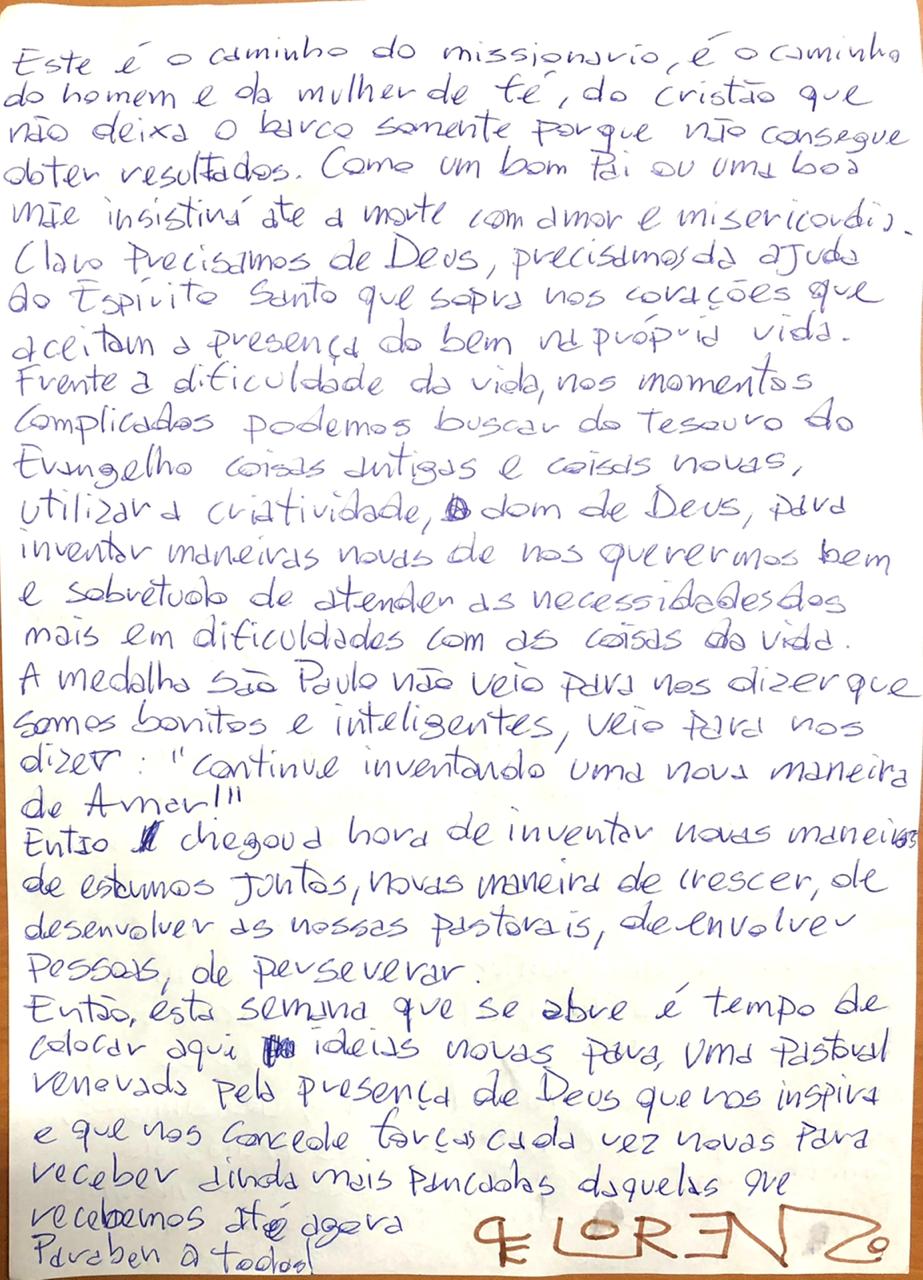 Este é o caminho do missionario, é o caminho
do homem e da mulher de fé, do cristão que
não deixa o barco somente porque não consegue
obter resultados. Como um bom Pai ou uma boa
mãe insistirá ate a morte com amor e misericordia.
Claro Precisamos de Deus, precisamos da ajuda
do Espírito Santo que sopra nos corações que
aceitam a presença do bem na própria vida.
Frente a dificuldade da vida, nos momentos
complicados podemos buscar do Tesouro do
Evangelho coisas antigas e coisas novas,
utilizar a criatividade, dom de Deus, para
inventar maneiras novas de nos querermos bem
e sobretudo de atender as necessidades dos
mais em dificuldades com as coisas da vida.
A medalha São Paulo não veio para nos dizer que
somos bonitos e inteligentes, veio para nos
dizer: "continue inventando uma nova maneira
de Amar!!"
Então chegou a hora de inventar novas maneiras
de estarmos juntos, novas maneira de crescer, de
desenvolver as nossas pastorais, de envolver
pessoas, de perseverar.
Então, esta semana que se abre é tempo de
colocar aqui ideias novas para, uma Pastoral
renovada pela presença de Deus que nos inspira
e que nos concede forças cada vez novas para
receber ainda mais pancadas daquelas que
recebemos até agora
Paraben a todos!
PE LORENZO